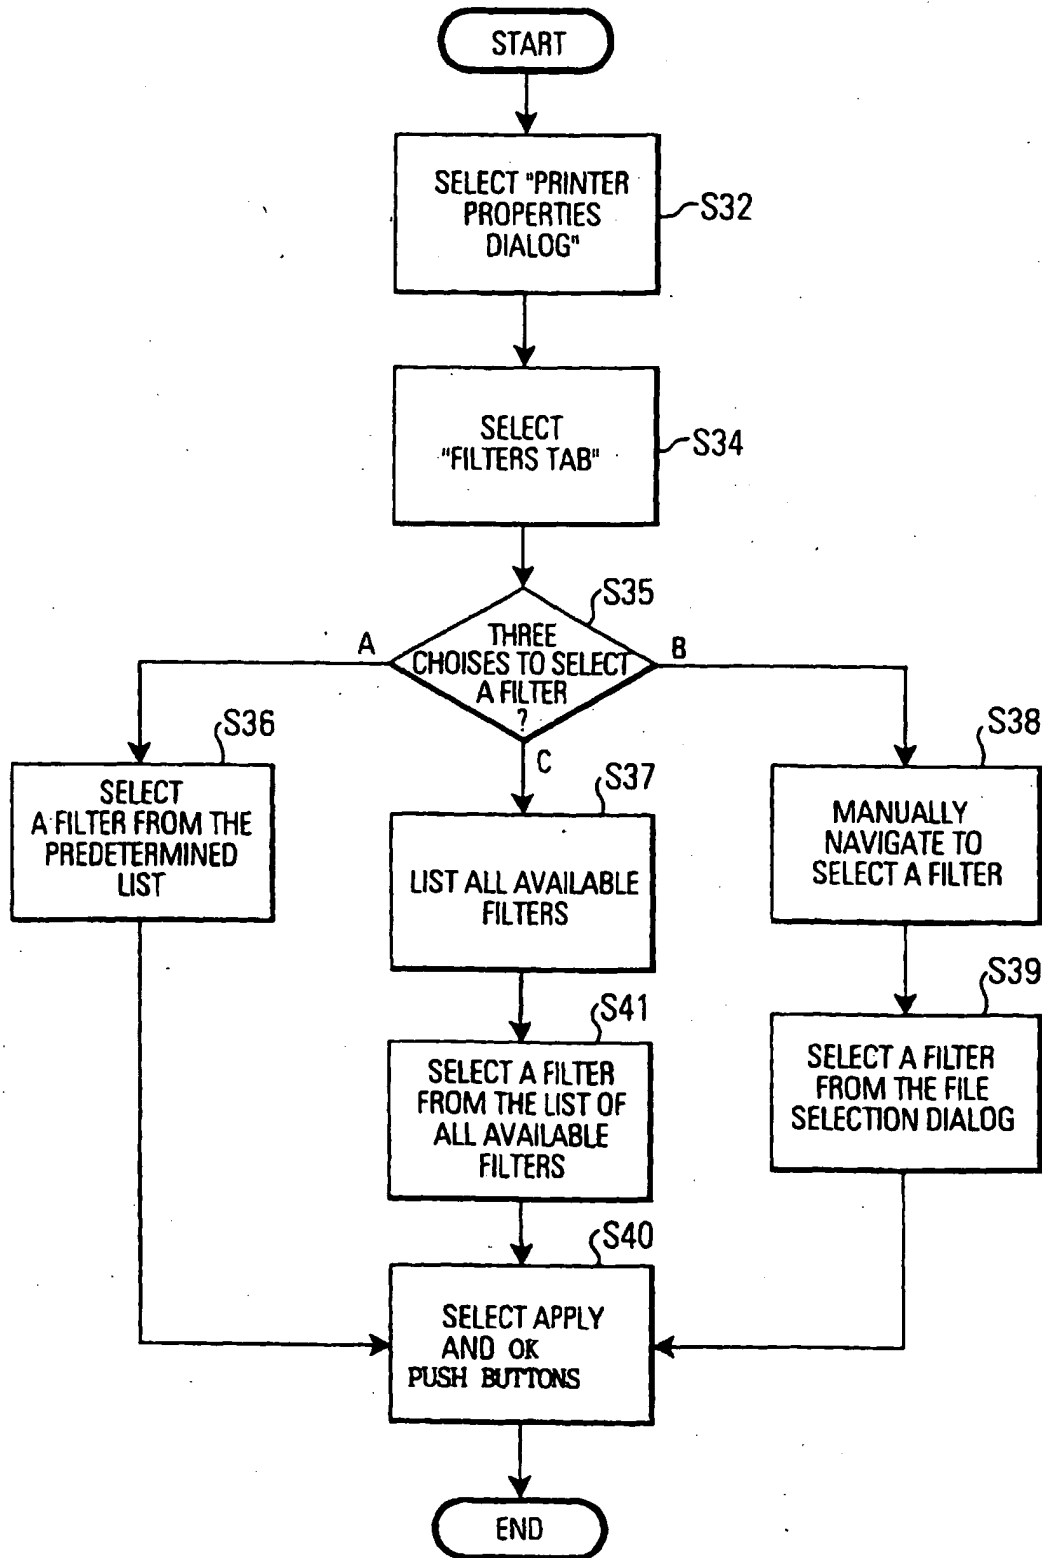 START
SELECT "PRINTER
PROPERTIES
DIALOG"
S32
SELECT
"FILTERS TAB"
S34
S35
THREE
CHOISES TO SELECT
A FILTER
?
A
B
C
S36
SELECT
A FILTER FROM THE
PREDETERMINED
LIST
S37
LIST ALL AVAILABLE
FILTERS
S38
MANUALLY
NAVIGATE TO
SELECT A FILTER
S41
SELECT A FILTER
FROM THE LIST OF
ALL AVAILABLE
FILTERS
S39
SELECT A FILTER
FROM THE FILE
SELECTION DIALOG
S40
SELECT APPLY
AND OK
PUSH BUTTONS
END